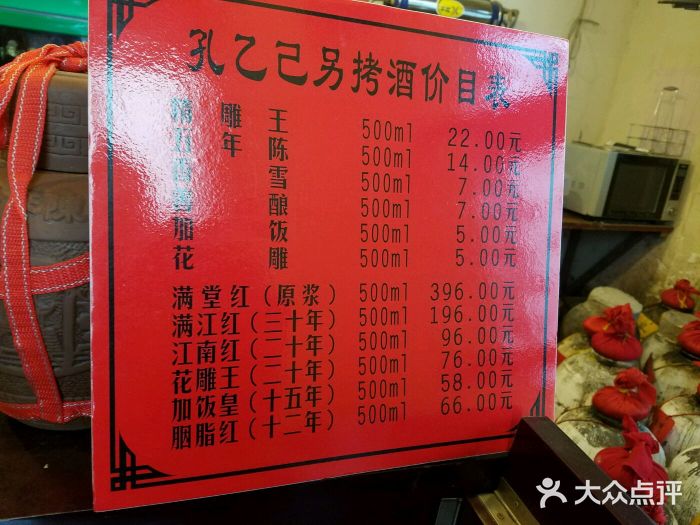 孔乙己另拷酒价目表
雕王 500ml 22.00元
年陈 500ml 14.00元
雪 500ml 7.00元
酿 500ml 7.00元
加饭 500ml 5.00元
花雕 500ml 5.00元
满堂红（原浆） 500ml 396.00元
满江红（三十年） 500ml 196.00元
江南红（二十年） 500ml 96.00元
花雕王（二十年） 500ml 76.00元
加饭皇（十五年） 500ml 58.00元
胭脂红（十二年） 500ml 66.00元
大众点评